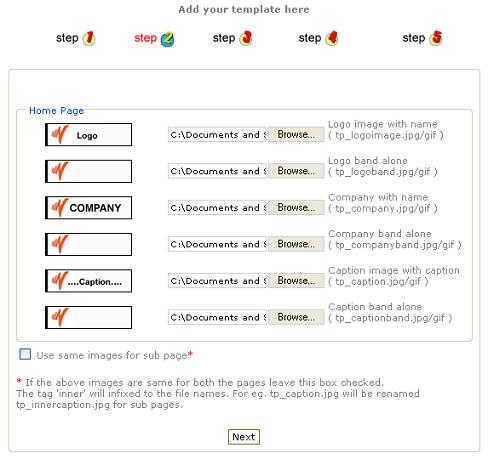 Add your template here
step 1 step 2 step 3 step 4 step 5
Home Page
Logo C:\Documents and S Browse... Logo image with name
( tp_logoimage.jpg/gif )
C:\Documents and S Browse... Logo band alone
( tp_logoband.jpg/gif )
COMPANY C:\Documents and S Browse... Company with name
( tp_company.jpg/gif )
C:\Documents and S Browse... Company band alone
( tp_companyband.jpg/gif )
....Caption.... C:\Documents and S Browse... Caption image with caption
( tp_caption.jpg/gif )
C:\Documents and S Browse... Caption band alone
( tp_captionband.jpg/gif )
Use same images for sub page*
* If the above images are same for both the pages leave this box checked.
The tag 'inner' will infixed to the file names. For eg. tp_caption.jpg will be renamed
tp_innercaption.jpg for sub pages.
Next